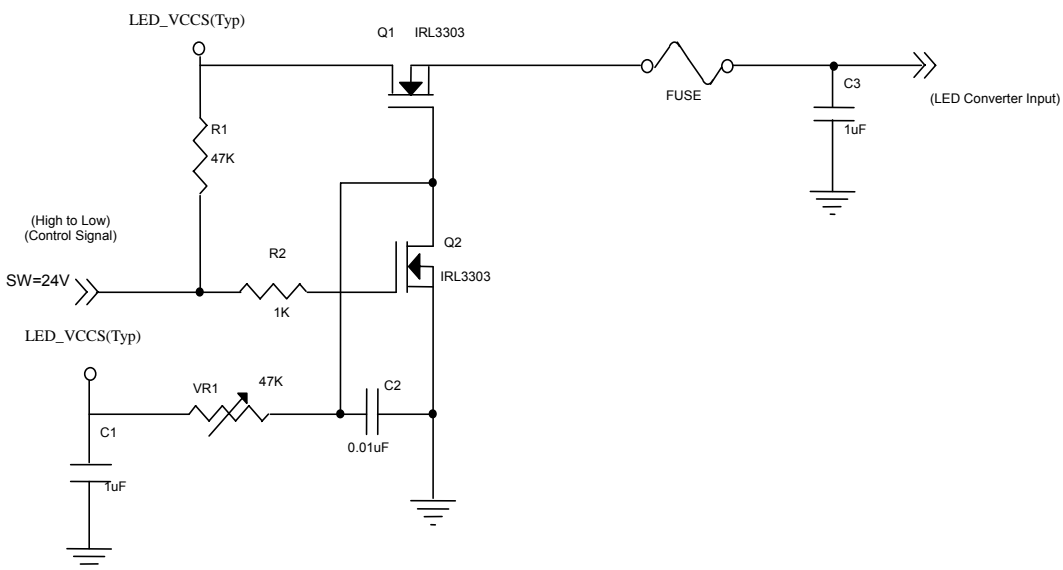 LED_VCCS(Typ)
Q1 IRL3303
R1
47K
FUSE
C3
1uF
(LED Converter Input)
(High to Low)
(Control Signal)
SW=24V
R2
1K
Q2
IRL3303
LED_VCCS(Typ)
VR1
47K
C2
0.01uF
C1
1uF